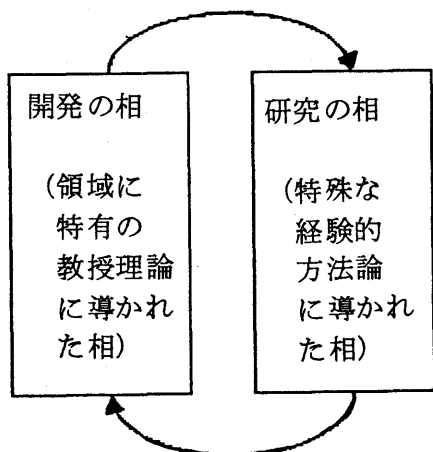 開発の相
（領域に
特有の
教授理論
に導かれ
た相）
研究の相
（特殊な
経験的
方法論
に導かれ
た相）